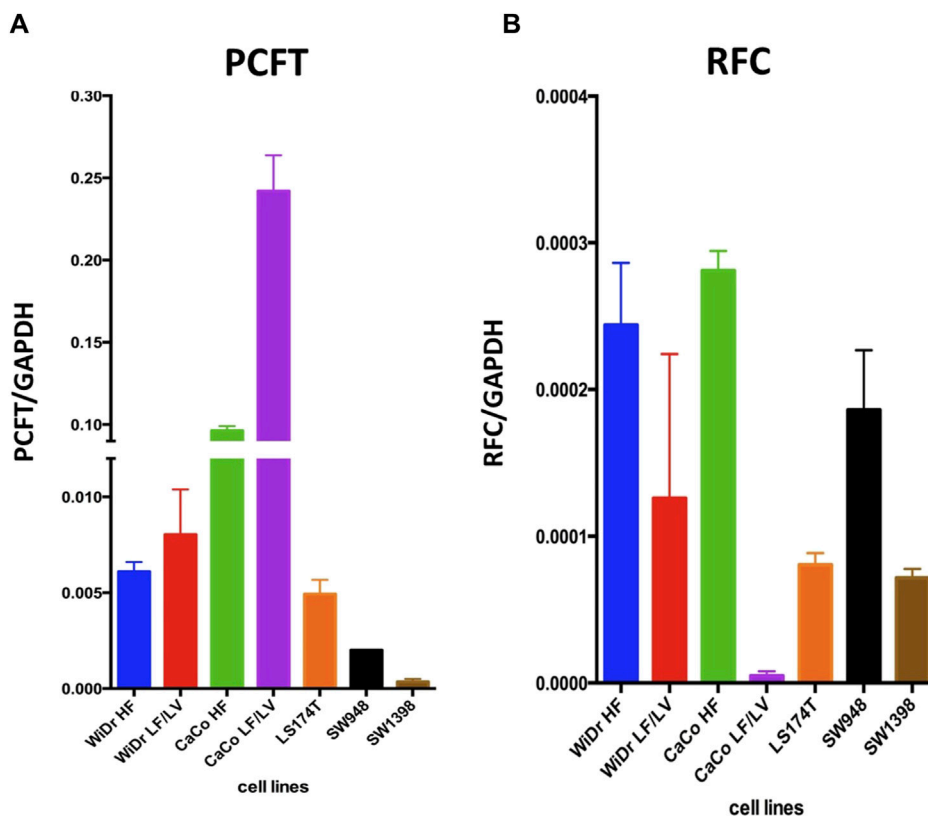 A
PCFT
PCFT/GAPDH
0.30
0.25
0.20
0.15
0.10
0.010
0.005
0.000
WiDr HF
WiDr LF/LV
CaCo HF
CaCo LF/LV
LS174T
SW948
SW1398
cell lines
B
RFC
RFC/GAPDH
0.0004
0.0003
0.0002
0.0001
0.0000
WiDr HF
WiDr LF/LV
CaCo HF
CaCo LF/LV
LS174T
SW948
SW1398
cell lines